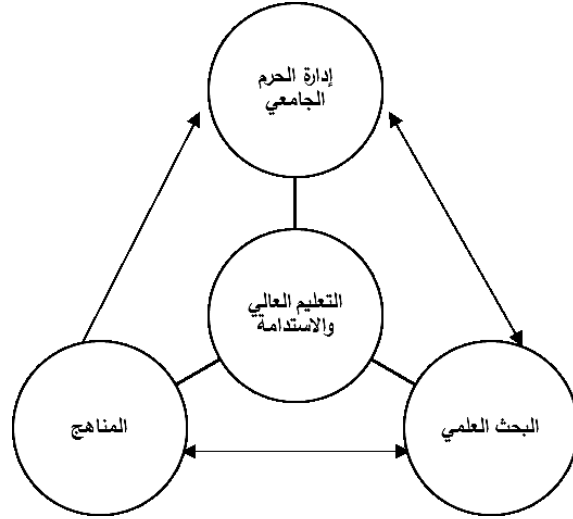 إدارة الحرم
الجامعي
التعليم العالي
والاستدامة
البحث العلمي
المناهج